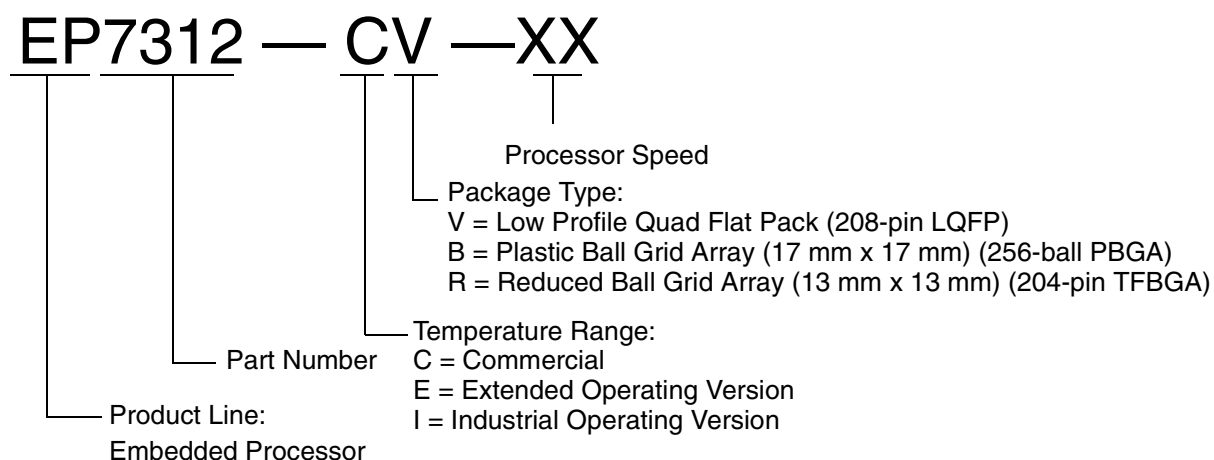 EP7312 — CV —XX
Processor Speed
Package Type:
V = Low Profile Quad Flat Pack (208-pin LQFP)
B = Plastic Ball Grid Array (17 mm x 17 mm) (256-ball PBGA)
R = Reduced Ball Grid Array (13 mm x 13 mm) (204-pin TFBGA)
Temperature Range:
C = Commercial
E = Extended Operating Version
I = Industrial Operating Version
Part Number
Product Line:
Embedded Processor